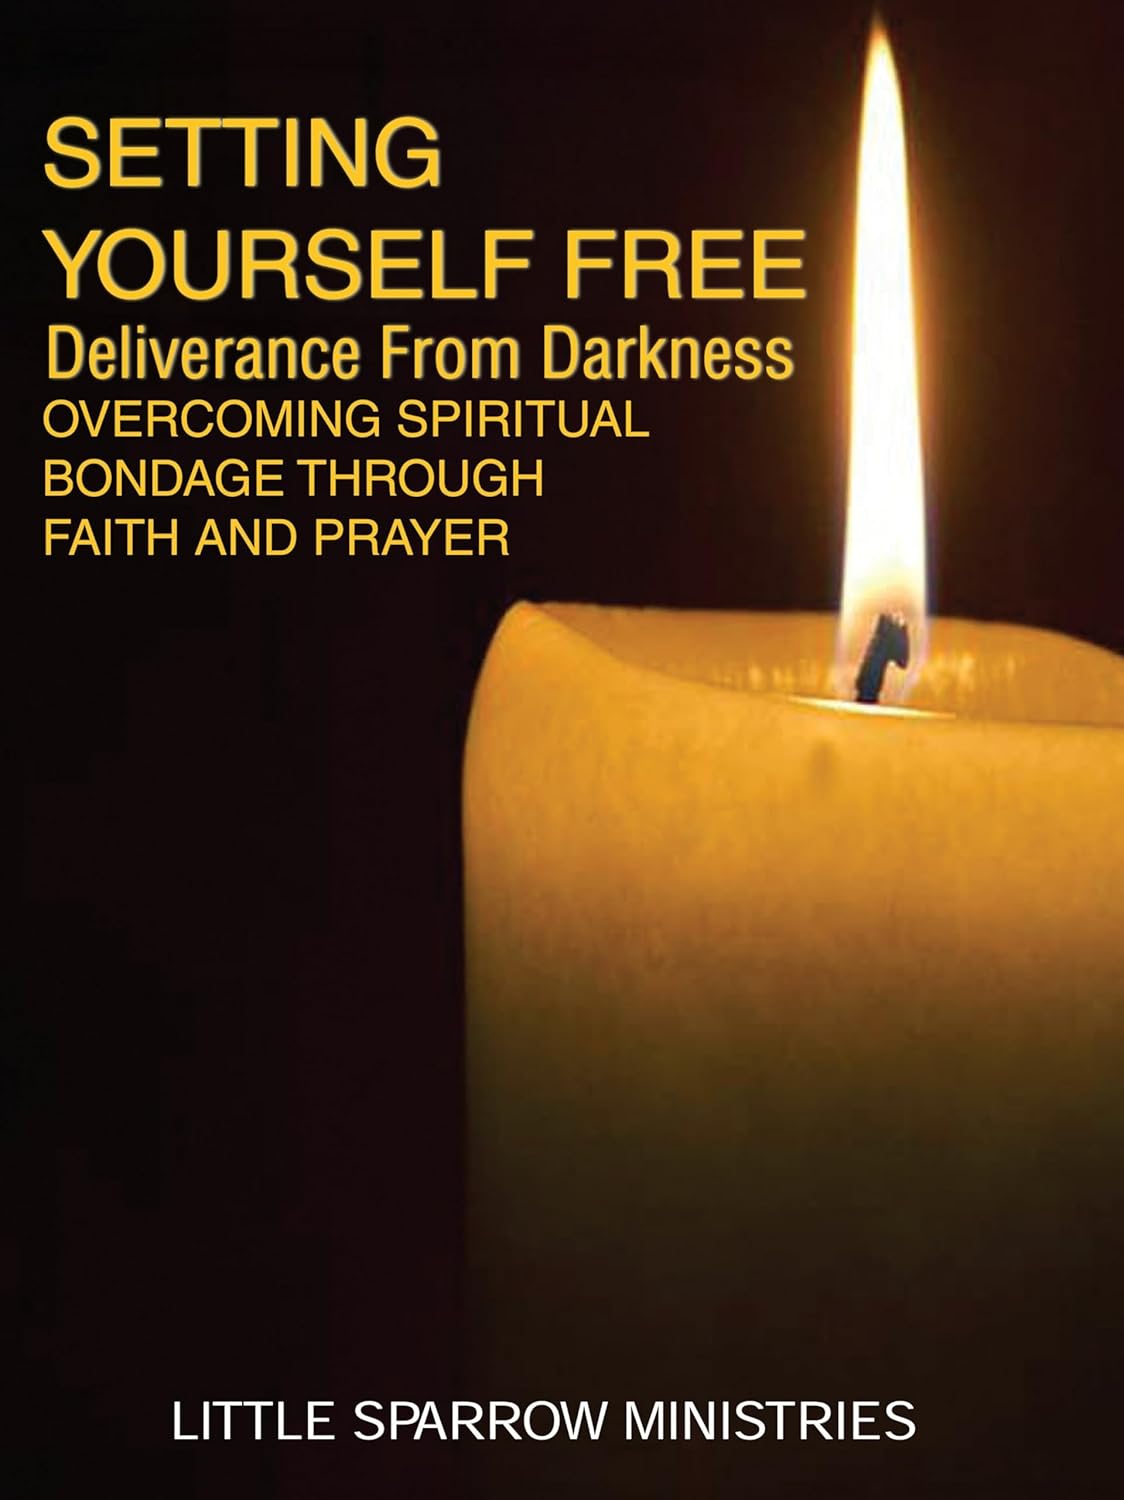 SETTING
YOURSELF FREE
Deliverance From Darkness
OVERCOMING SPIRITUAL
BONDAGE THROUGH
FAITH AND PRAYER
LITTLE SPARROW MINISTRIES